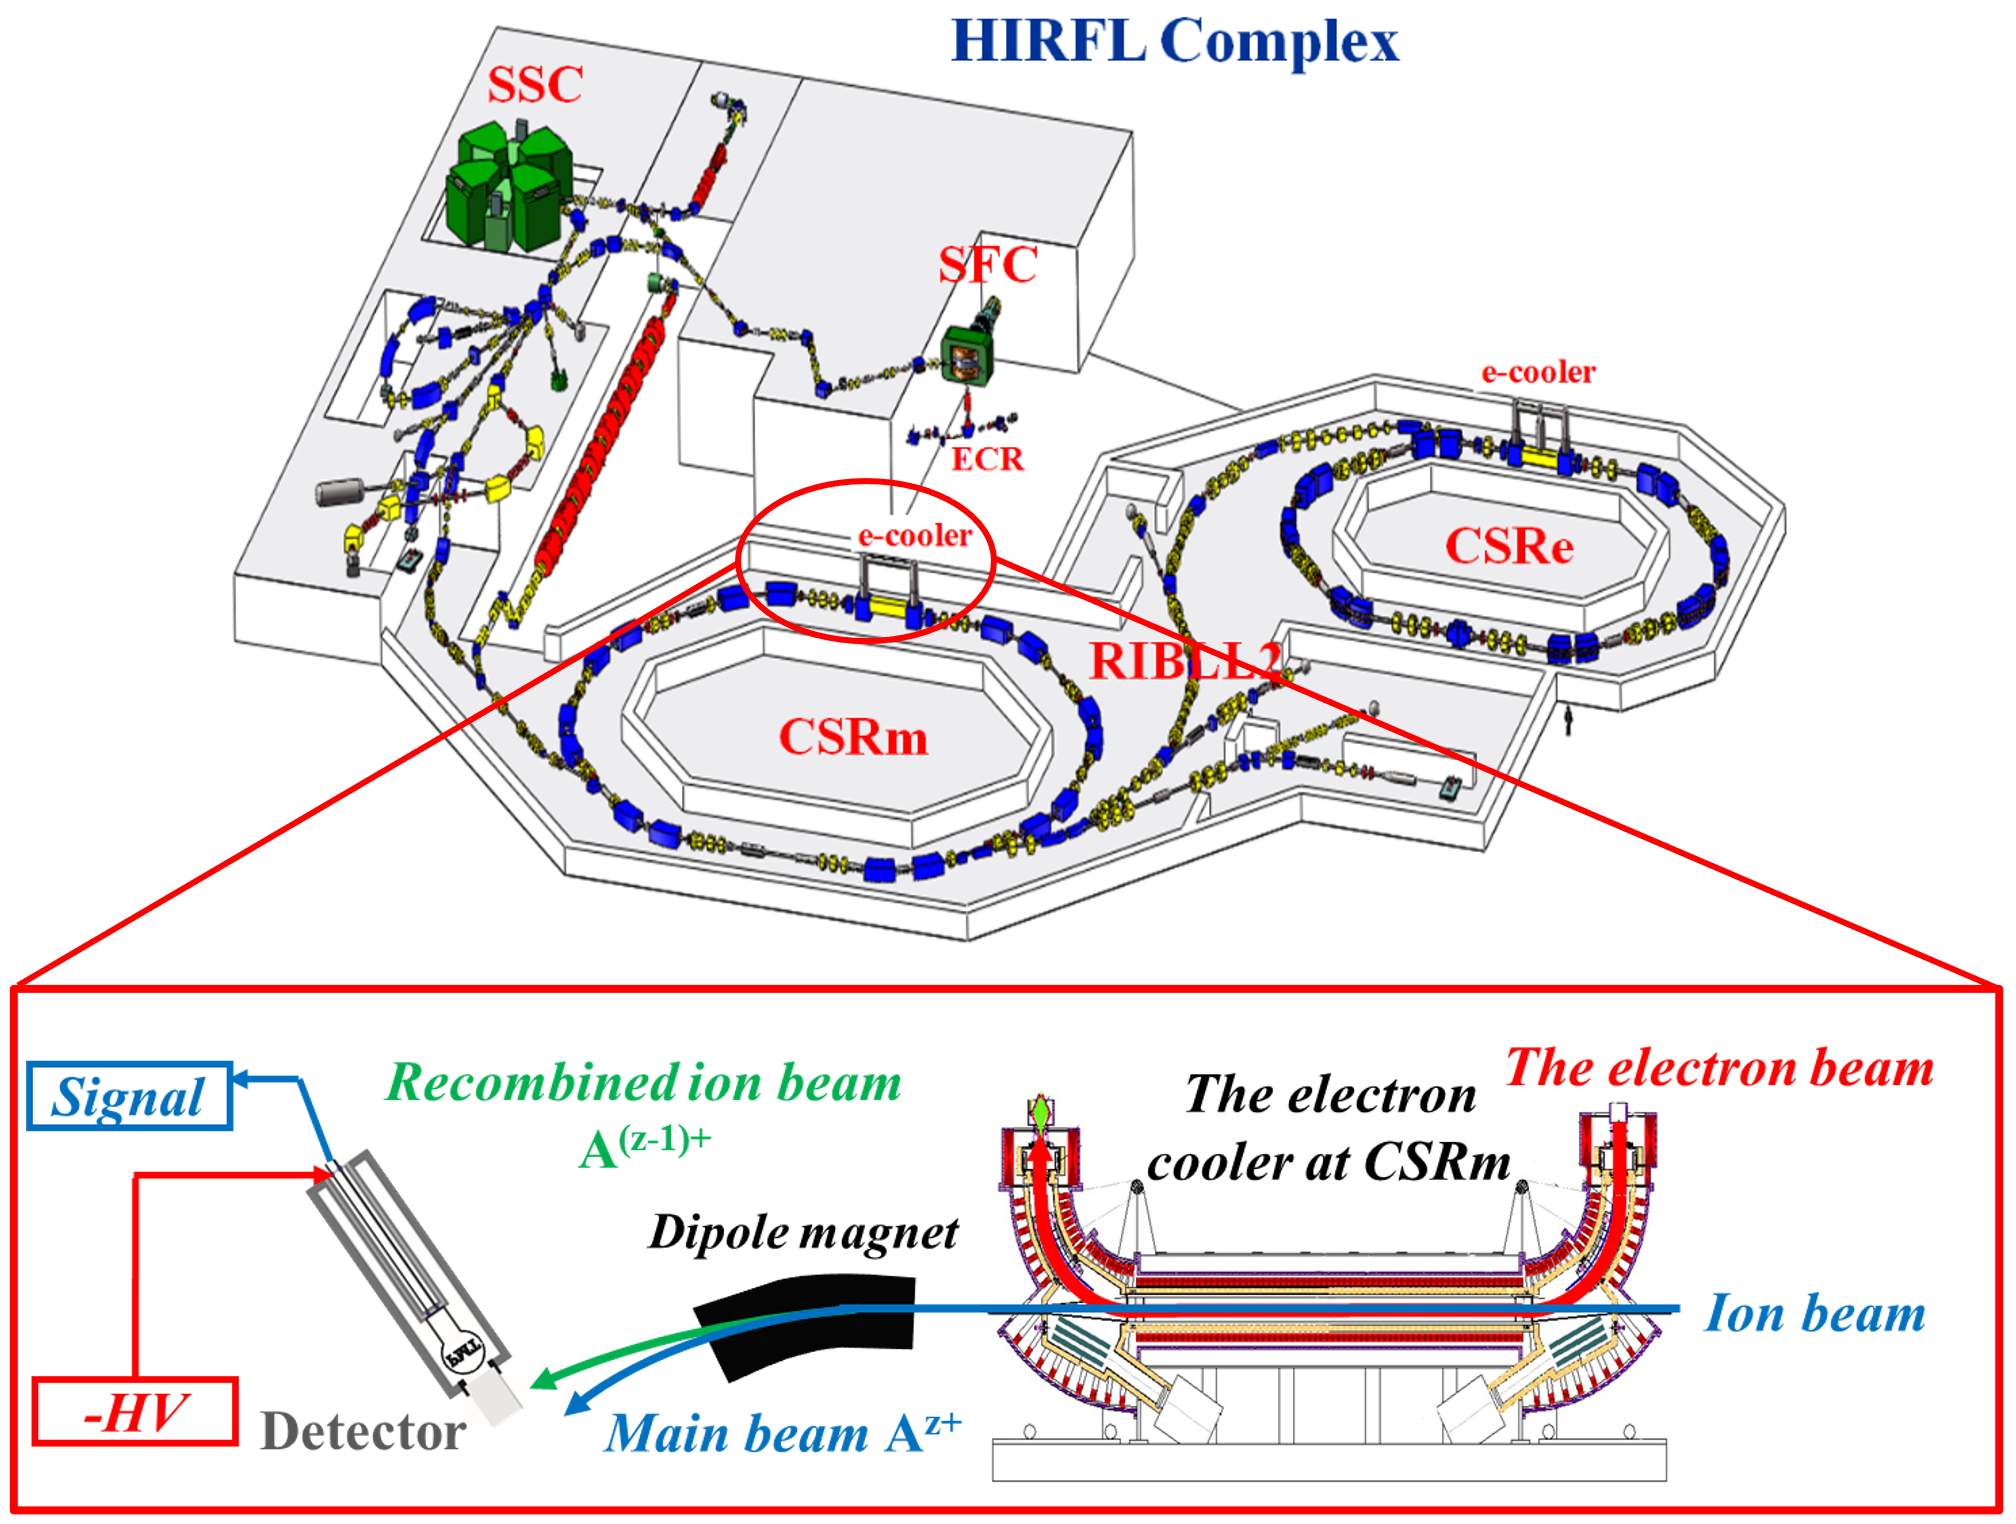 HIRFL Complex
SSC
SFC
ECR
e-cooler
e-cooler
CSRe
RIBLL2
CSRm
The electron beam
Recombined ion beam
A(z-1)+
The electron
cooler at CSRm
Signal
Dipole magnet
Ion beam
PMT
-HV
Detector
Main beam Az+